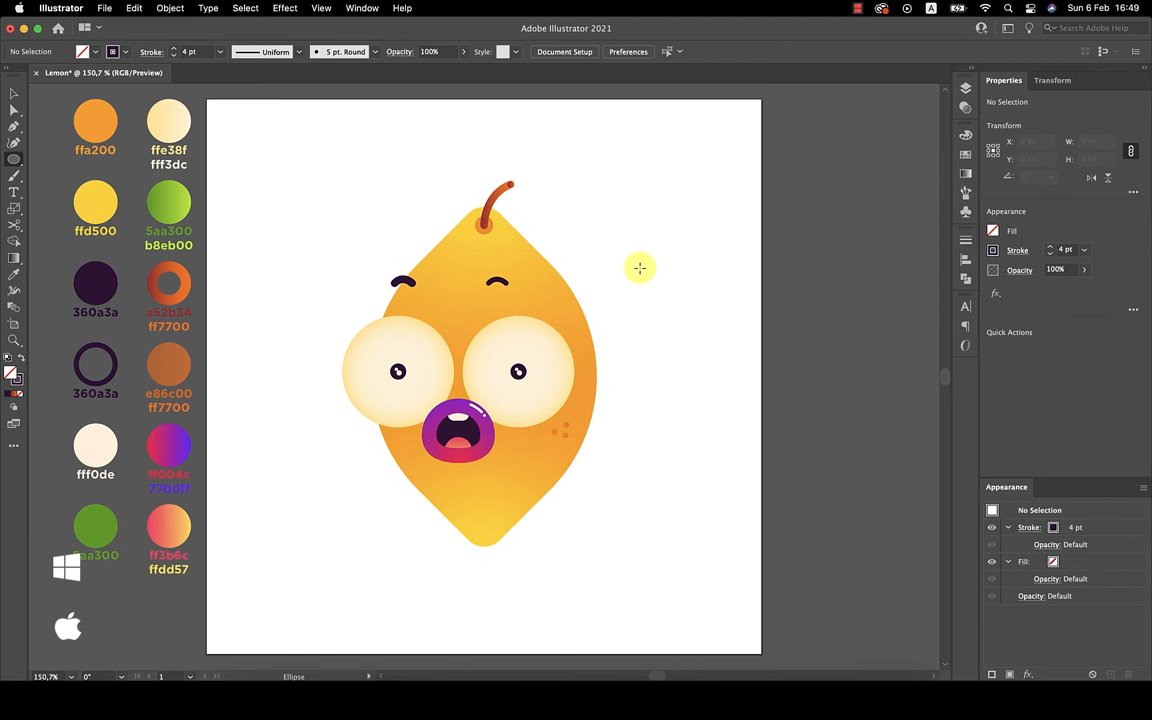 Illustrator File Edit Object Type Select Effect View Window Help Sun 6 Feb 16:49
Adobe Illustrator 2021
Search Adobe Help
No Selection Stroke: 4 pt Uniform 5 pt. Round Opacity: 100% Style: Document Setup Preferences
× Lemon* @ 150,7 % (RGB/Preview)
Properties Transform
No Selection
Transform
X: W:
Y: H:
Appearance
Fill
Stroke 4 pt
Opacity 100%
fx.
Quick Actions
ffa200
ffe38f
fff3dc
ffd500
5aa300
b8eb00
360a3a
a52b34
ff7700
360a3a
e86c00
ff7700
fff0de
ff004c
7700ff
5aa300
ff3b6c
ffdd57
Appearance
No Selection
Stroke: 4 pt
Opacity: Default
Fill:
Opacity: Default
Opacity: Default
fx.
150,7% 0° 1 Ellipse